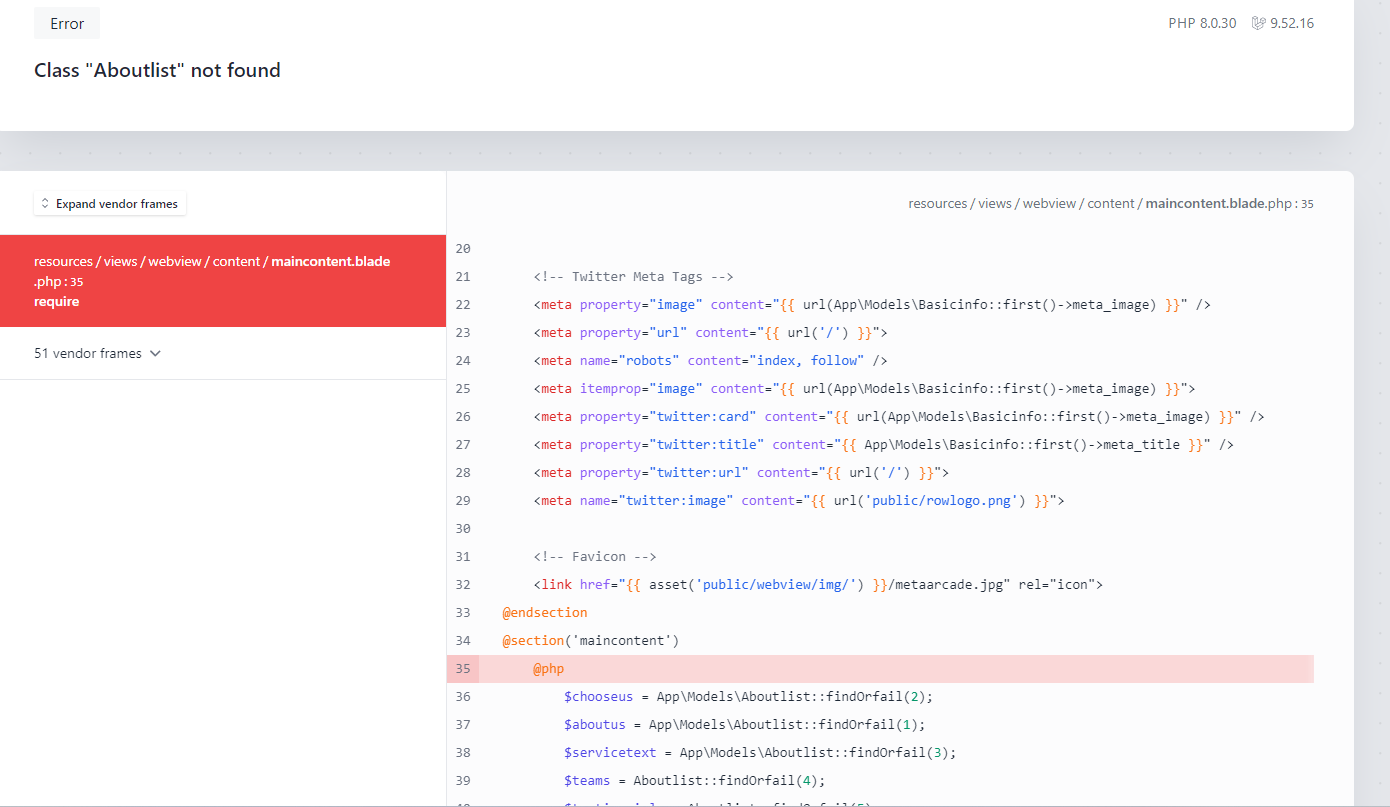 Error
PHP 8.0.30 9.52.16
Class "Aboutlist" not found
Expand vendor frames
resources / views / webview / content / maincontent.blade
.php : 35
require
51 vendor frames
resources / views / webview / content / maincontent.blade.php : 35
20
21 <!-- Twitter Meta Tags -->
22 <meta property="image" content="{{ url(App\Models\Basicinfo::first()->meta_image) }}" />
23 <meta property="url" content="{{ url('/') }}">
24 <meta name="robots" content="index, follow" />
25 <meta itemprop="image" content="{{ url(App\Models\Basicinfo::first()->meta_image) }}">
26 <meta property="twitter:card" content="{{ url(App\Models\Basicinfo::first()->meta_image) }}" />
27 <meta property="twitter:title" content="{{ App\Models\Basicinfo::first()->meta_title }}" />
28 <meta property="twitter:url" content="{{ url('/') }}">
29 <meta name="twitter:image" content="{{ url('public/rowlogo.png') }}">
30
31 <!-- Favicon -->
32 <link href="{{ asset('public/webview/img/') }}/metaarcade.jpg" rel="icon">
33 @endsection
34 @section('maincontent')
35 @php
36 $chooseus = App\Models\Aboutlist::findOrfail(2);
37 $aboutus = App\Models\Aboutlist::findOrfail(1);
38 $servicetext = App\Models\Aboutlist::findOrfail(3);
39 $teams = Aboutlist::findOrfail(4);